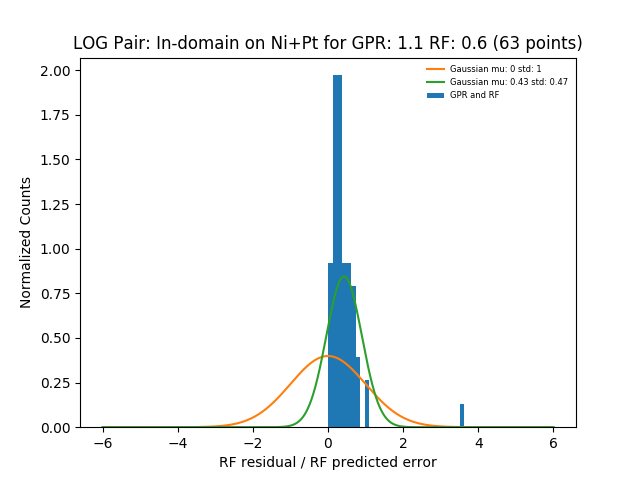 LOG Pair: In-domain on Ni+Pt for GPR: 1.1 RF: 0.6 (63 points)
Gaussian mu: 0 std: 1
Gaussian mu: 0.43 std: 0.47
GPR and RF
Normalized Counts
2.00
1.75
1.50
1.25
1.00
0.75
0.50
0.25
0.00
−6
−4
−2
0
2
4
6
RF residual / RF predicted error